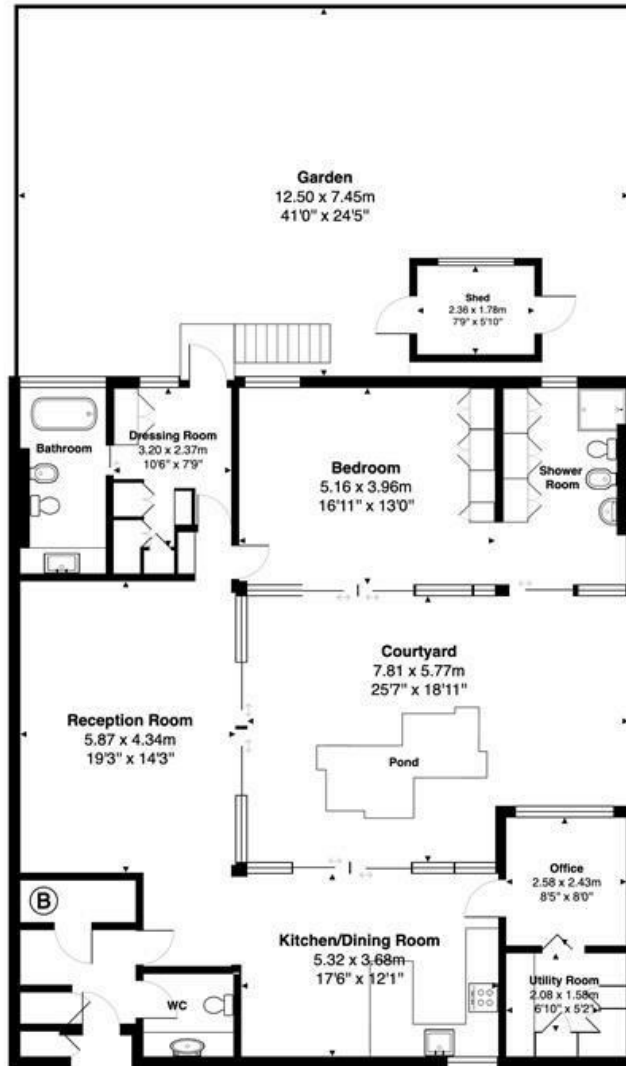 Garden
12.50 x 7.45m
41'0" x 24'5"
Shed
2.36 x 1.78m
7'9" x 5'10"
Bathroom
Dressing Room
3.20 x 2.37m
10'6" x 7'9"
Bedroom
5.16 x 3.96m
16'11" x 13'0"
Shower
Room
Courtyard
7.81 x 5.77m
25'7" x 18'11"
Reception Room
5.87 x 4.34m
19'3" x 14'3"
Pond
Office
2.58 x 2.43m
8'5" x 8'0"
B
Kitchen/Dining Room
5.32 x 3.68m
17'6" x 12'1"
WC
Utility Room
2.08 x 1.58m
6'10" x 5'2"